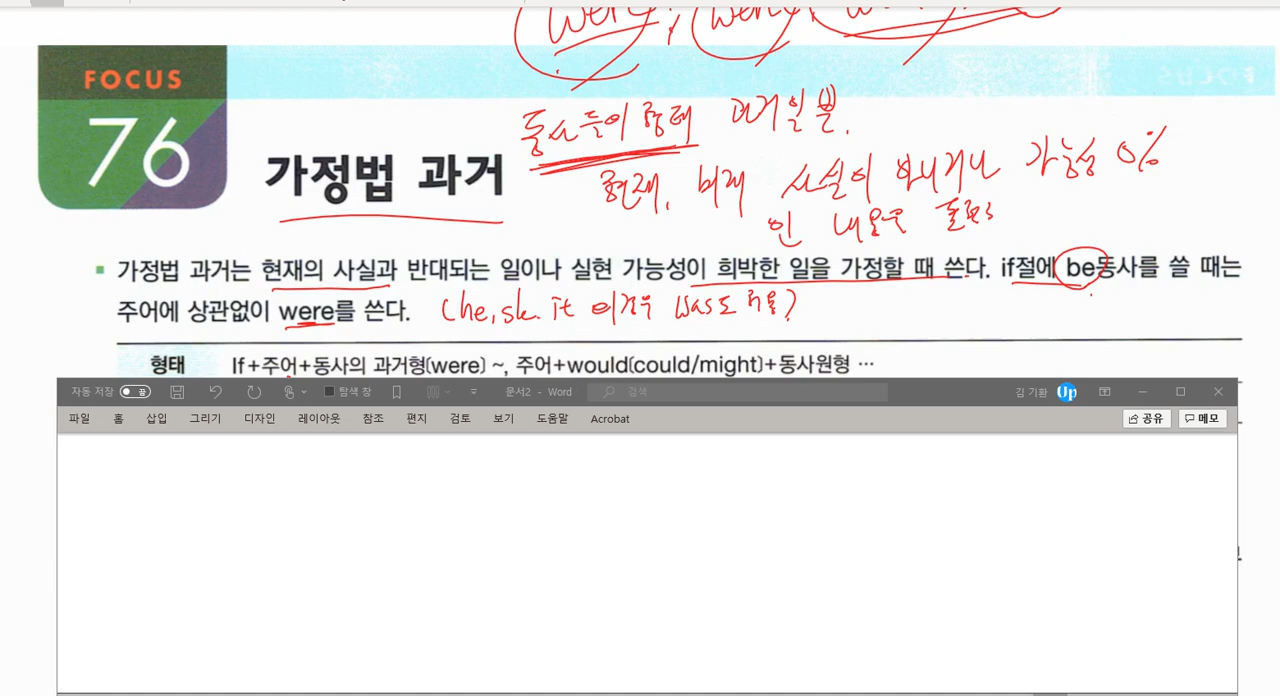 FOCUS
76
가정법 과거
동사들이 형태 과거일 뿐.
현재, 미래 사실이 아니거나 가능성 0%
인 내용을 표현
가정법 과거는 현재의 사실과 반대되는 일이나 실현 가능성이 희박한 일을 가정할 때 쓴다. if절에 be동사를 쓸 때는
주어에 상관없이 were를 쓴다. (he, she. it 이경우 was도
형태 If+주어+동사의 과거형(were) ~, 주어+would(could/might)+동사원형 …
자동 저장 끔 탐색 창 문서2 - Word 검색 김 기환 Up
파일 홈 삽입 그리기 디자인 레이아웃 참조 편지 검토 보기 도움말 Acrobat 공유 메모